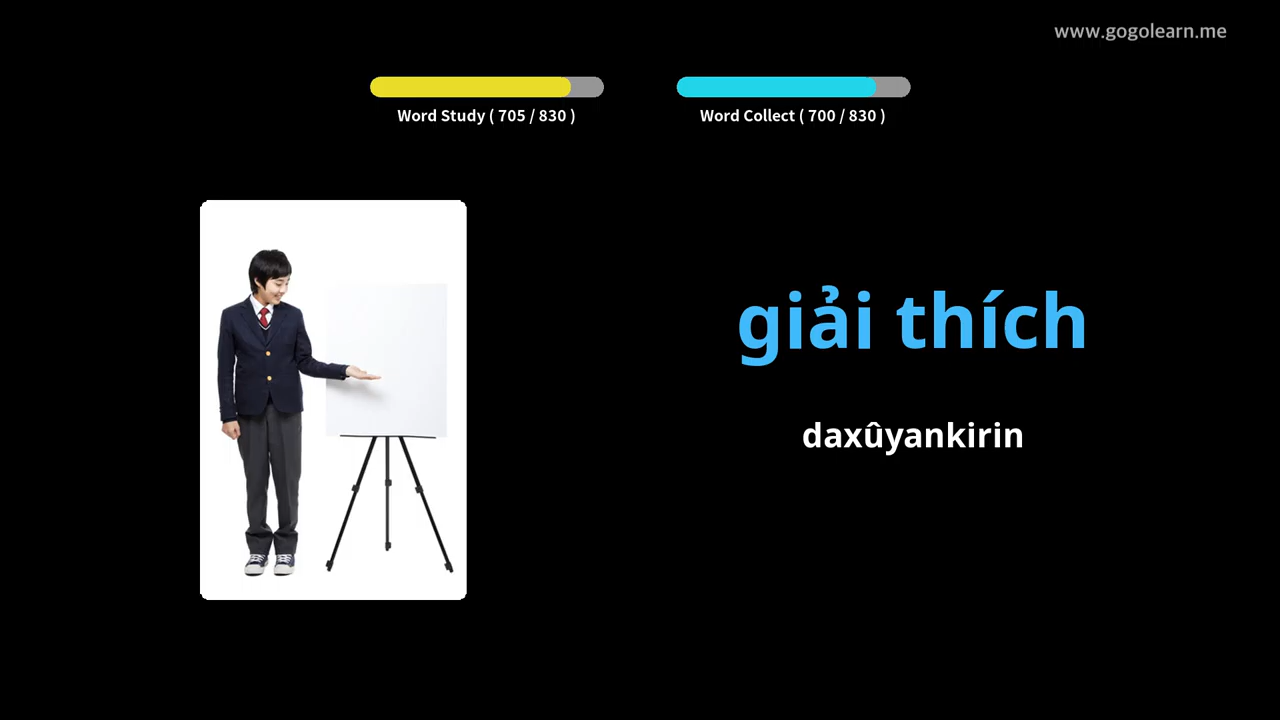 www.gogolearn.me
Word Study ( 705 / 830 )
Word Collect ( 700 / 830 )
giải thích
daxûyankirin